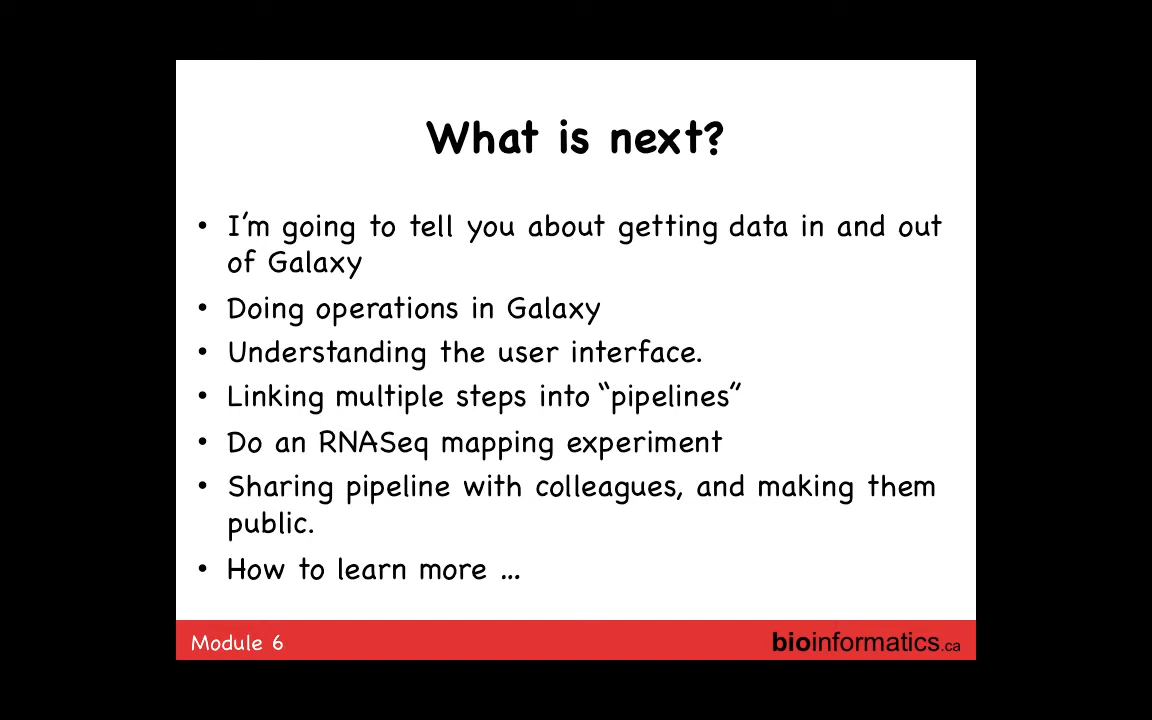 What is next?
• I'm going to tell you about getting data in and out
of Galaxy
• Doing operations in Galaxy
• Understanding the user interface.
• Linking multiple steps into “pipelines”
• Do an RNASeq mapping experiment
• Sharing pipeline with colleagues, and making them
public.
• How to learn more ...
Module 6
bioinformatics.ca